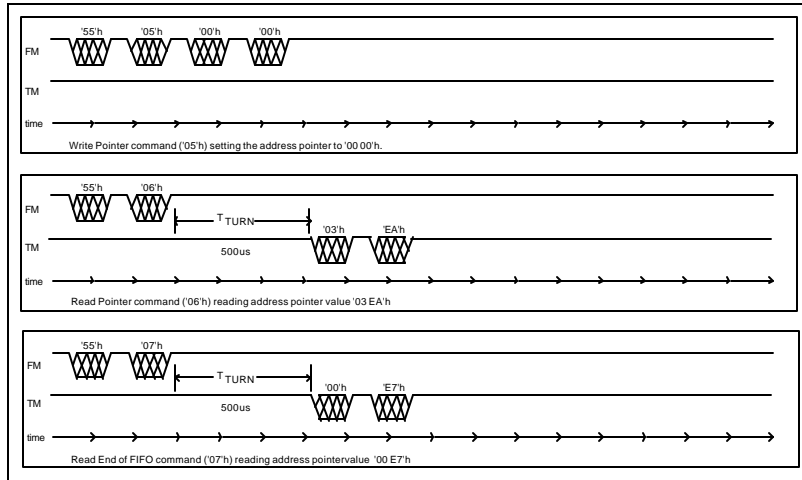 '55'h '05'h '00'h '00'h
FM
TM
time
Write Pointer command ('05'h) setting the address pointer to '00 00'h.
'55'h '06'h
FM
T TURN
'03'h 'EA'h
TM
500us
time
Read Pointer command ('06'h) reading address pointer value '03 EA'h
'55'h '07'h
FM
T TURN
'00'h 'E7'h
TM
500us
time
Read End of FIFO command ('07'h) reading address pointervalue '00 E7'h